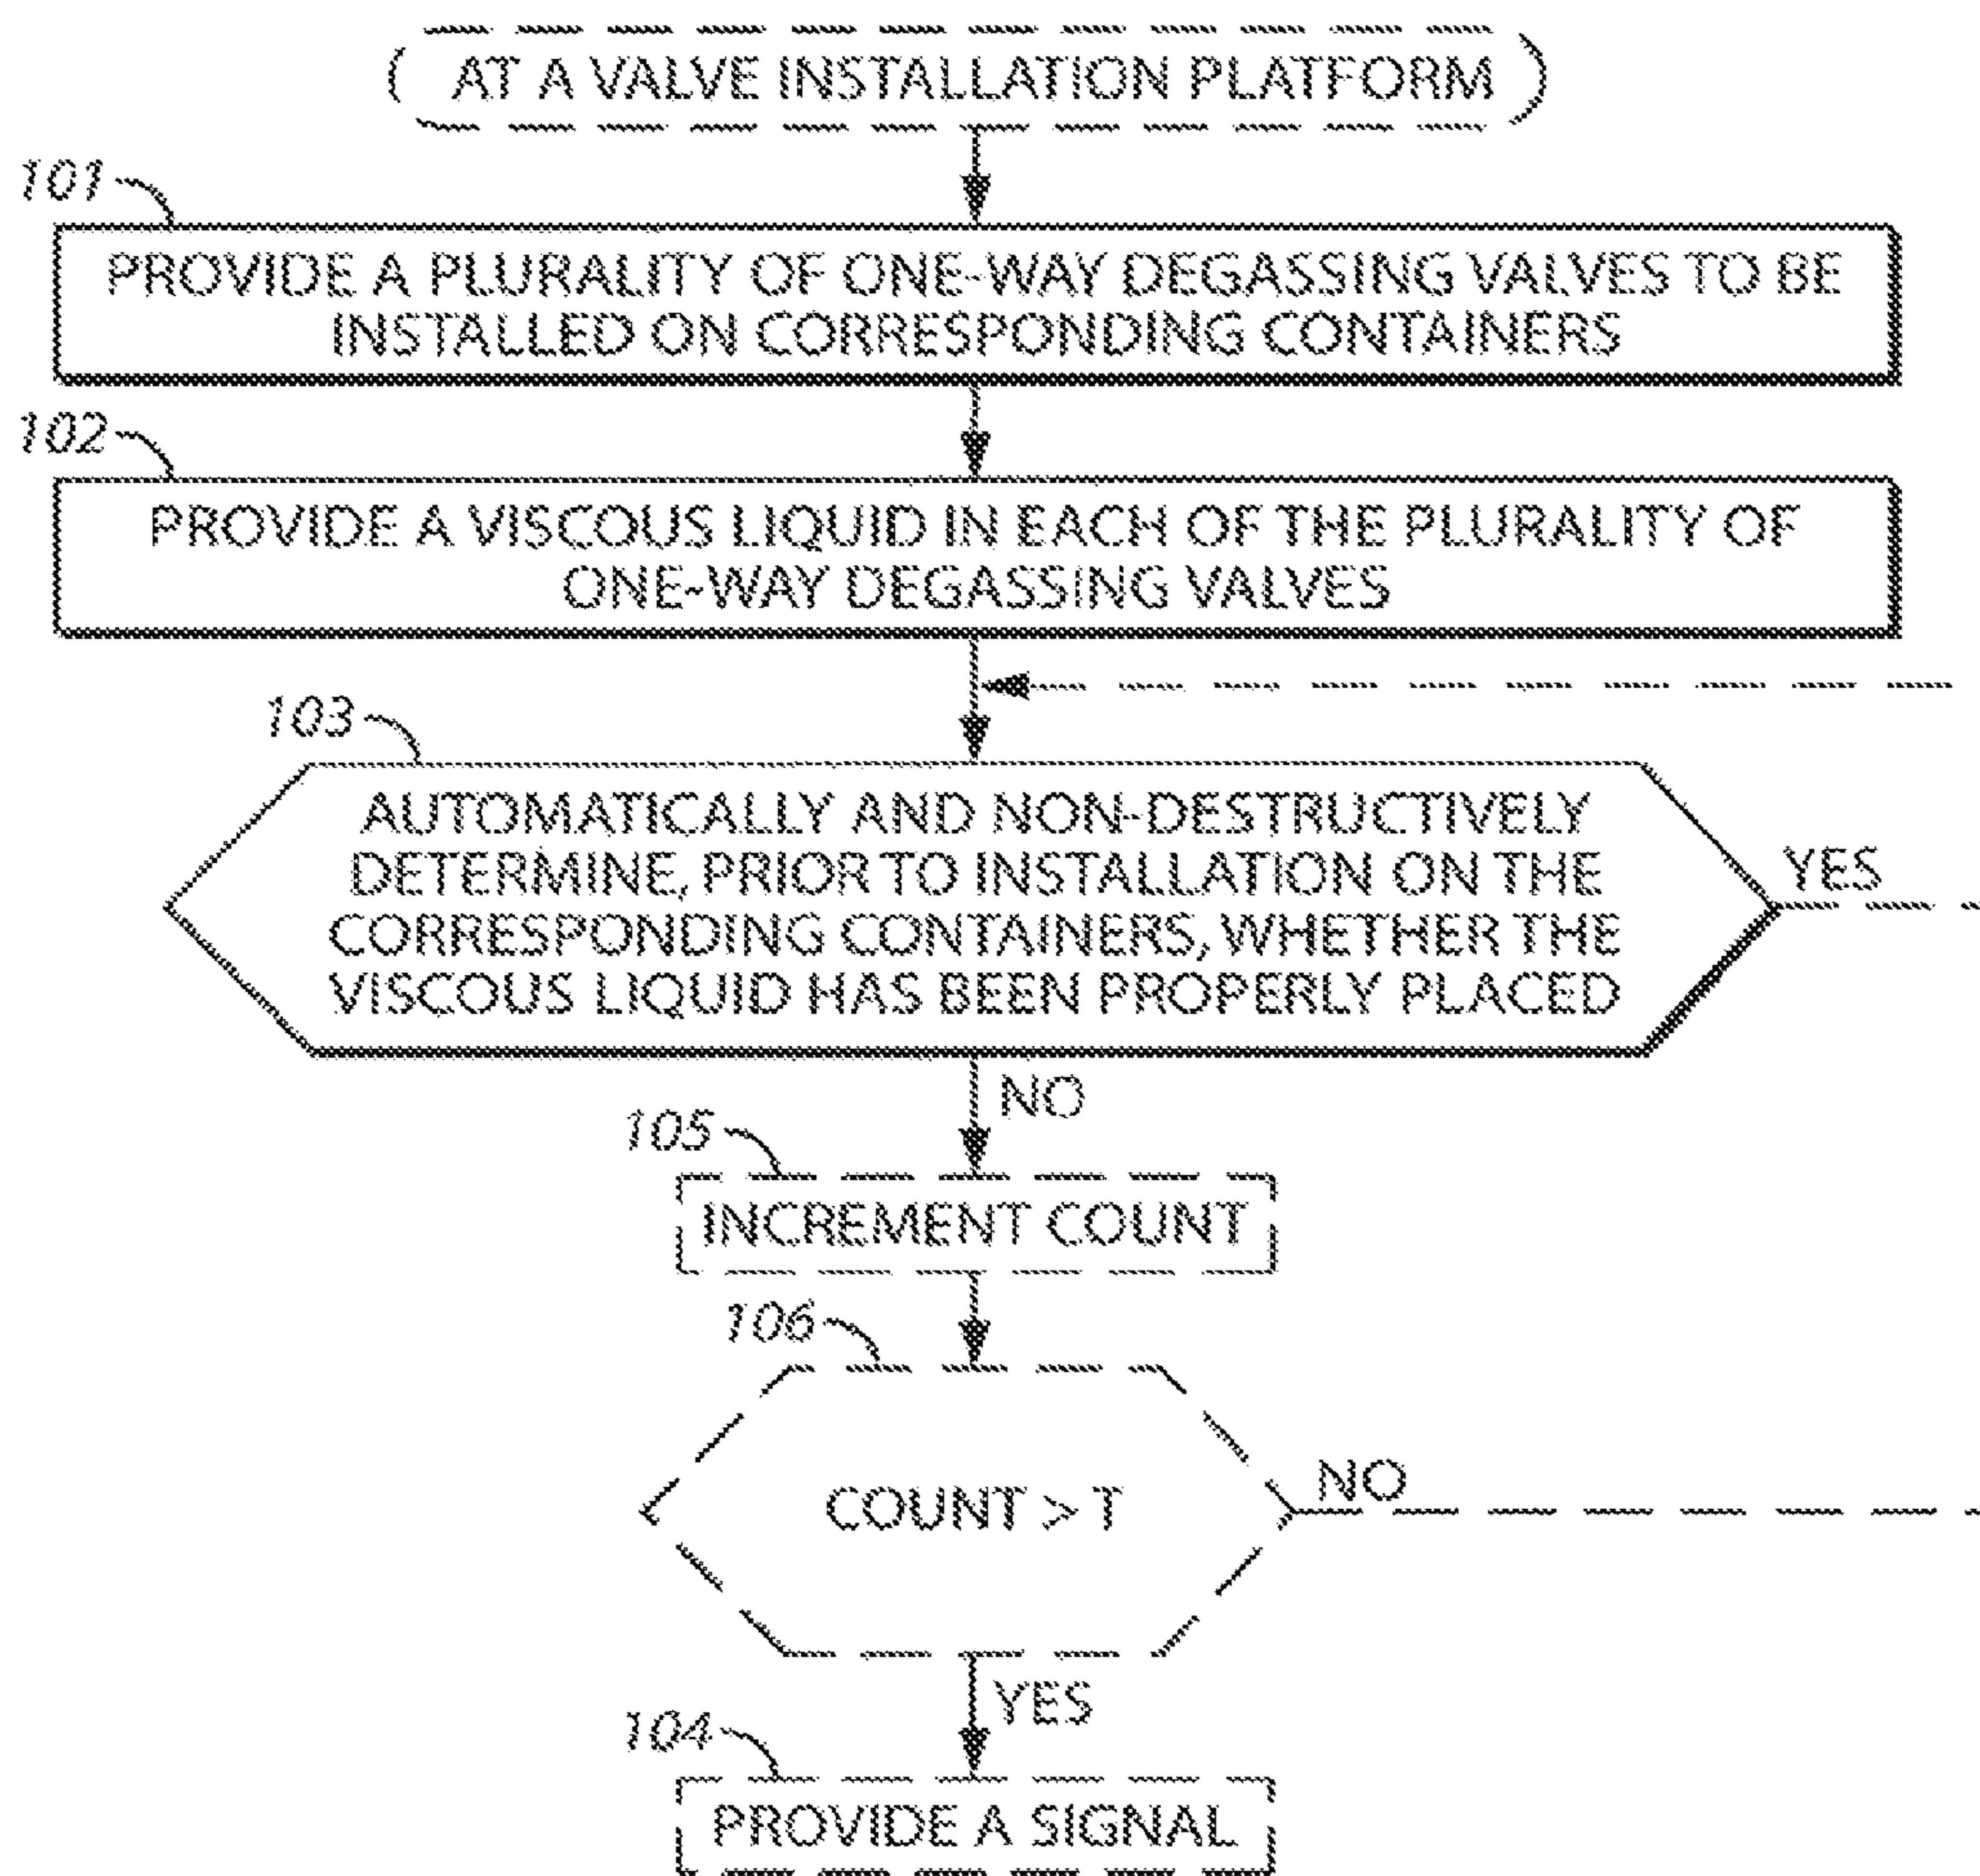 AT A VALVE INSTALLATION PLATFORM
101
PROVIDE A PLURALITY OF ONE-WAY DEGASSING VALVES TO BE
INSTALLED ON CORRESPONDING CONTAINERS
102
PROVIDE A VISCOUS LIQUID IN EACH OF THE PLURALITY OF
ONE-WAY DEGASSING VALVES
103
AUTOMATICALLY AND NON-DESTRUCTIVELY
DETERMINE, PRIOR TO INSTALLATION ON THE
CORRESPONDING CONTAINERS, WHETHER THE
VISCOUS LIQUID HAS BEEN PROPERLY PLACED
YES
NO
105
INCREMENT COUNT
106
COUNT > T
NO
YES
104
PROVIDE A SIGNAL